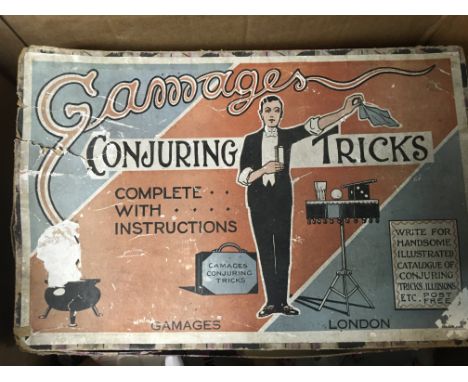 Gamages
CONJURING TRICKS
COMPLETE . .
WITH . . . .
INSTRUCTIONS
GAMAGES
CONJURING
TRICKS
WRITE FOR
HANDSOME
ILLUSTRATED
CATALOGUE OF
CONJURING
TRICKS, ILLUSIONS,
ETC. POST
FREE
GAMAGES LONDON